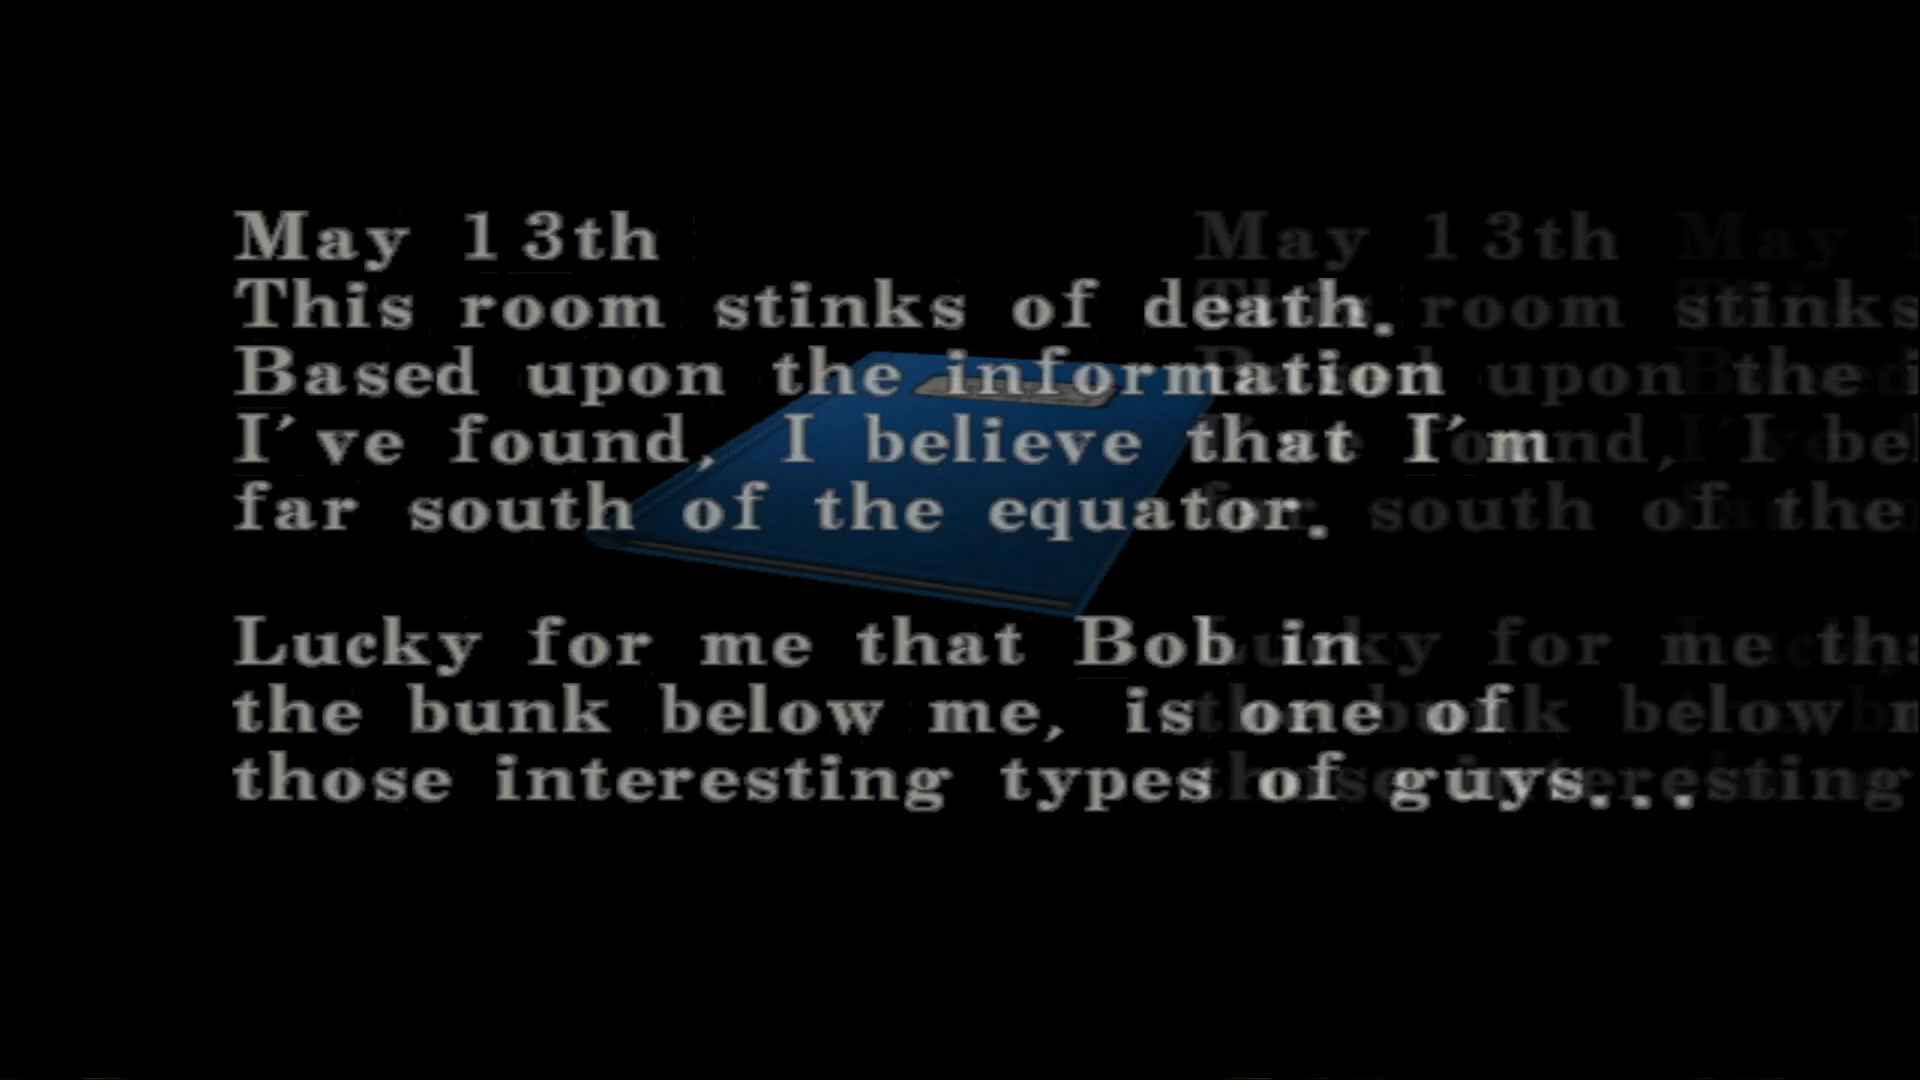 May 13th
This room stinks of death.
Based upon the information
I've found, I believe that I'm
far south of the equator.
Lucky for me that Bob in
the bunk below me, is one of
those interesting types of guys...